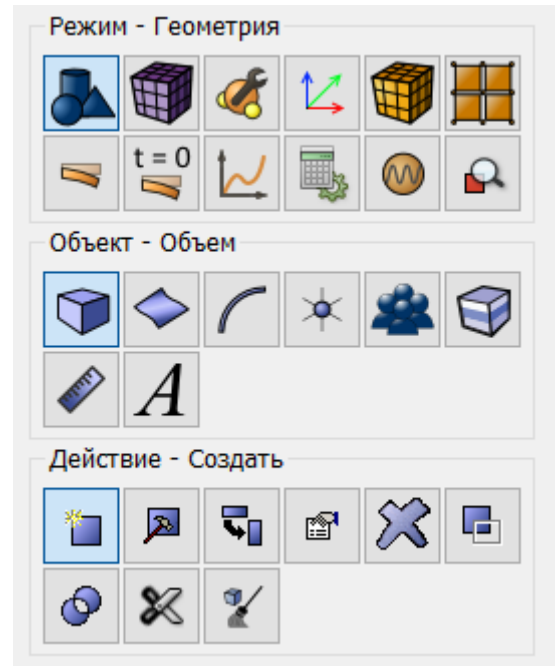 Режим - Геометрия
t = 0
Объект - Объем
A
Действие - Создать